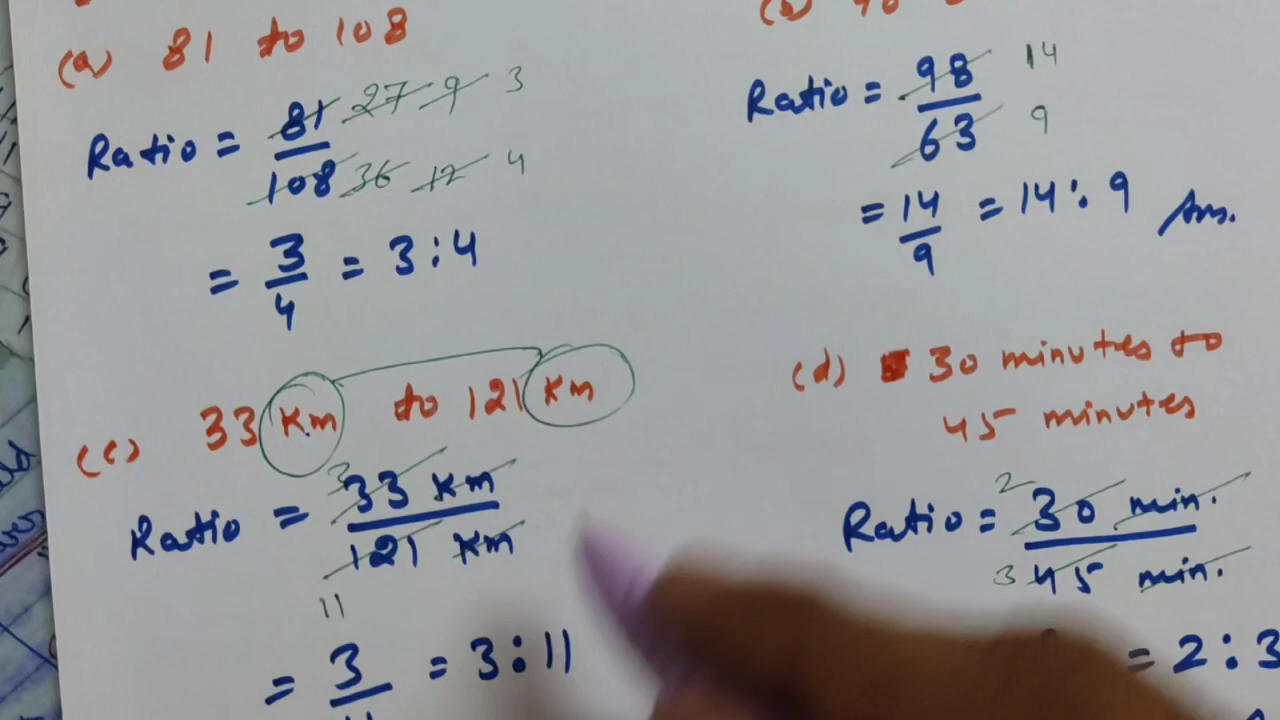 (a) 81 to 108
Ratio = 81/108 27/36 9/12 3/4
= 3/4 = 3:4
(b) 98
Ratio = 98/63 14/9
= 14/9 = 14:9 Ans.
(c) 33 Km to 121 Km
Ratio = 33 Km/121 Km 3/11
= 3/11 = 3:11
(d) 30 minutes to
45 minutes
Ratio = 30 min./45 min. 2/3
= 2:3